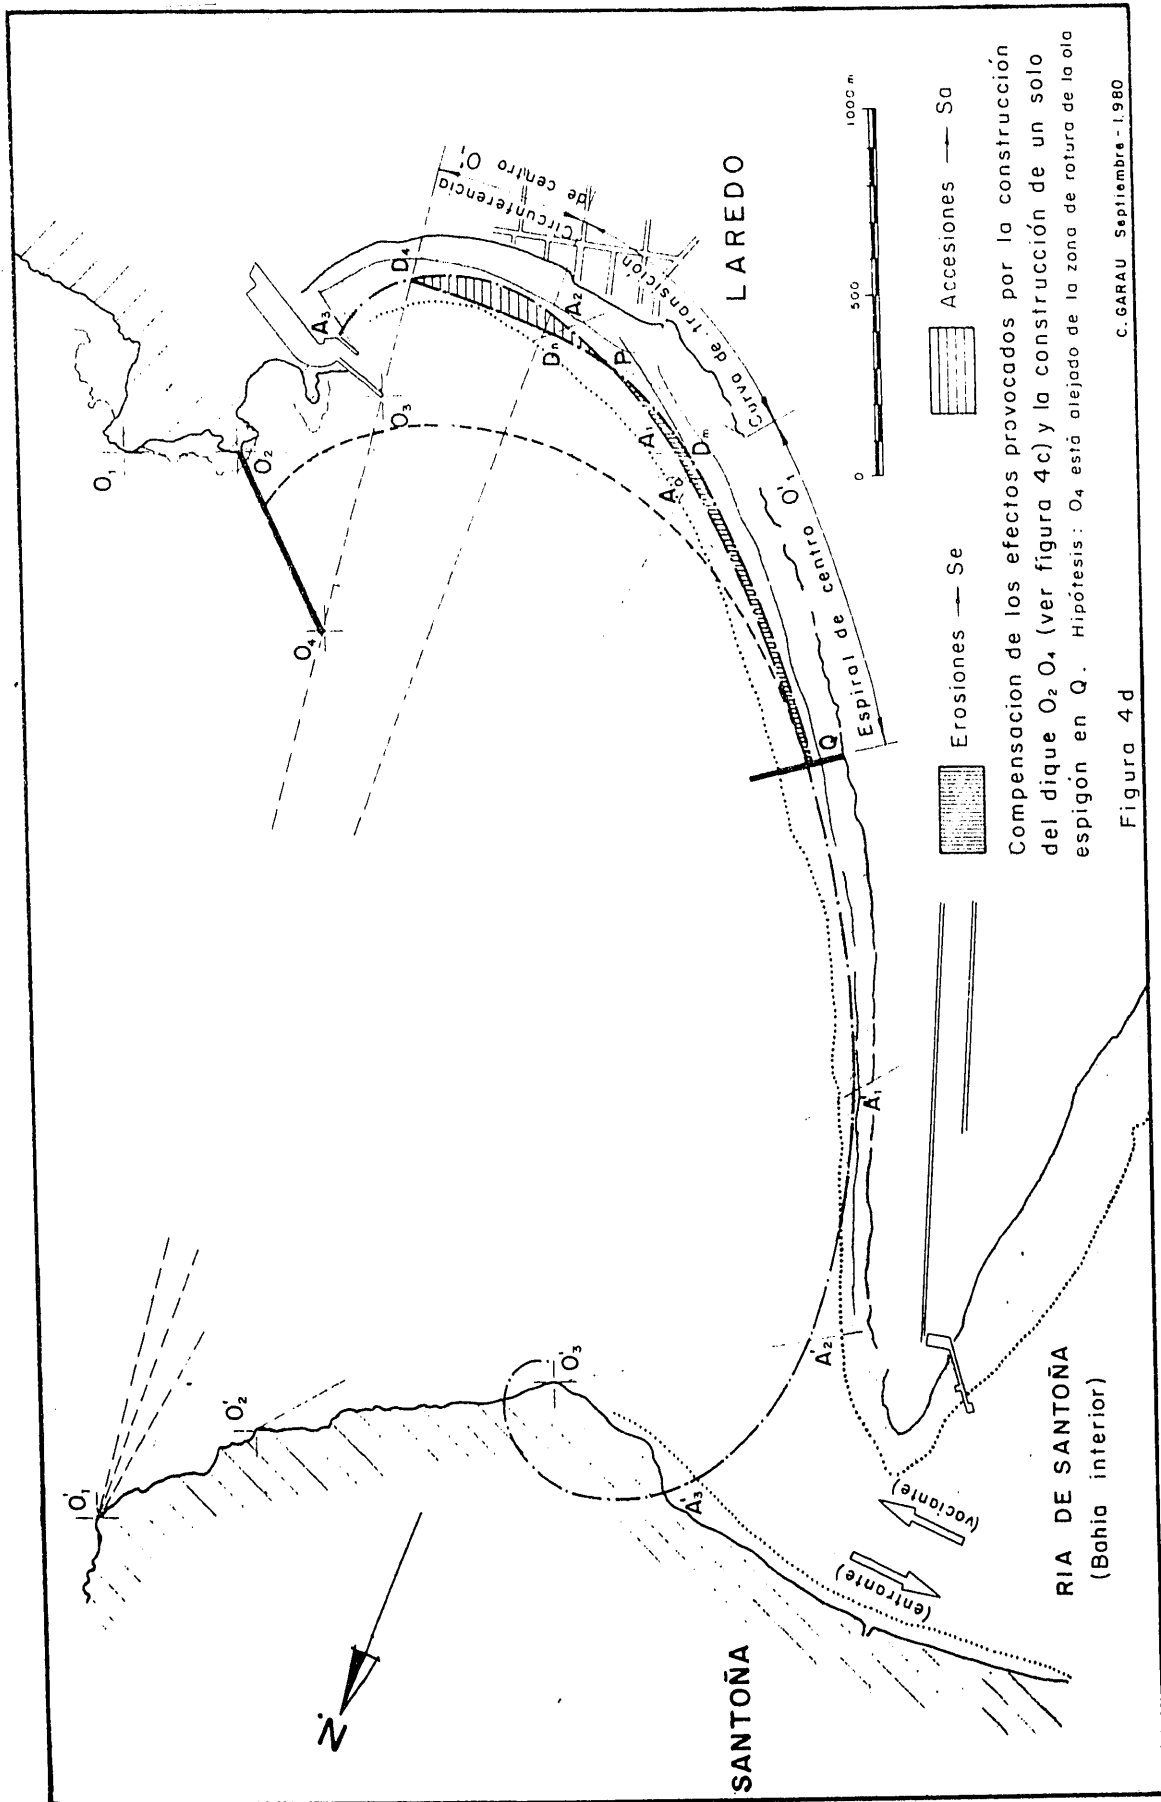 O₁
O₂
O₃
O₄
A₃
D₄
Dₙ
A₂
P
A₁
A₀
Dₘ
Q
Circunferencia
de centro O'₁
Curva de transición
Espiral de centro O'₁
LAREDO
O'₁
O'₂
O'₃
A'₁
A'₂
A'₃
N
SANTOÑA
(entrante)
(vaciante)
RIA DE SANTOÑA
(Bahia interior)
0 500 1000 m
Erosiones — Se
Accesiones — Sa
Compensacion de los efectos provocados por la construcción
del dique O₂ O₄ (ver figura 4c) y la construcción de un solo
espigón en Q. Hipótesis: O₄ está alejado de la zona de rotura de la ola
C. GARAU Septiembre - 1.980
Figura 4d